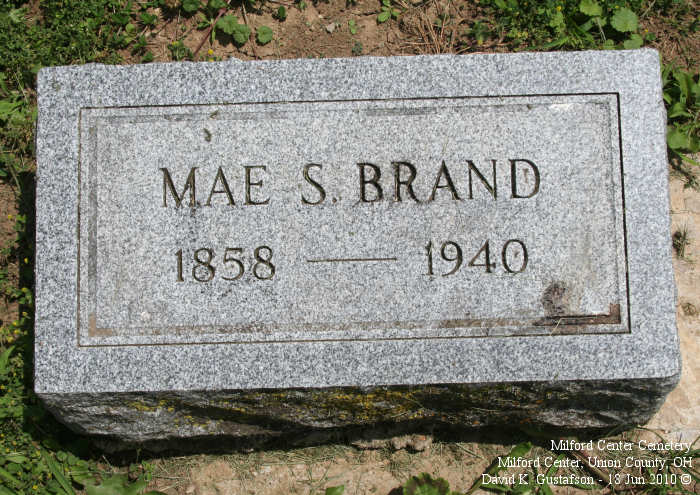 MAE S. BRAND
1858 — 1940
Milford Center Cemetery
Milford Center, Union County, OH
David K. Gustafson - 13 Jun 2010 ©